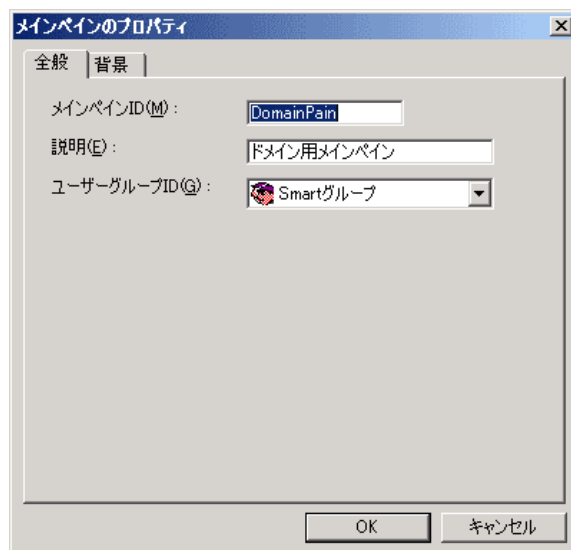 メインペインのプロパティ
全般 背景
メインペインID(M): DomainPain
説明(E): ドメイン用メインペイン
ユーザーグループID(G): Smartグループ
OK キャンセル